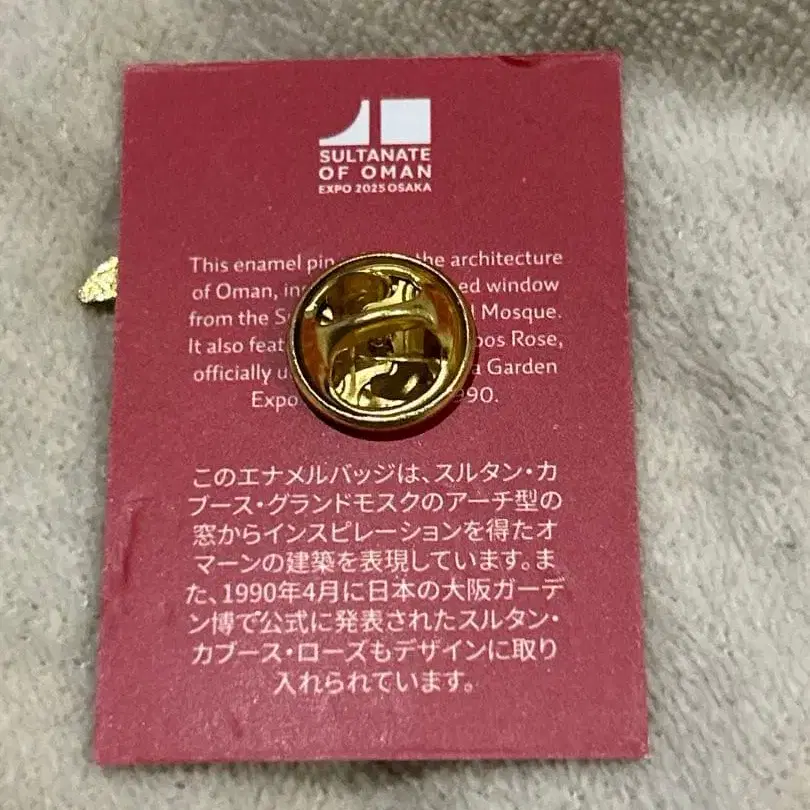 SULTANATE
OF OMAN
EXPO 2025 OSAKA
This enamel pin the architecture
of Oman, window
from the Mosque.
It also Rose,
officially Garden
Expo 1990.
このエナメルバッジは、スルタン・カ
ブース・グランドモスクのアーチ型の
窓からインスピレーションを得たオ
マーンの建築を表現しています。ま
た、1990年4月に日本の大阪ガーデ
ン博で公式に発表されたスルタン・
カブース・ローズもデザインに取り
入れられています。